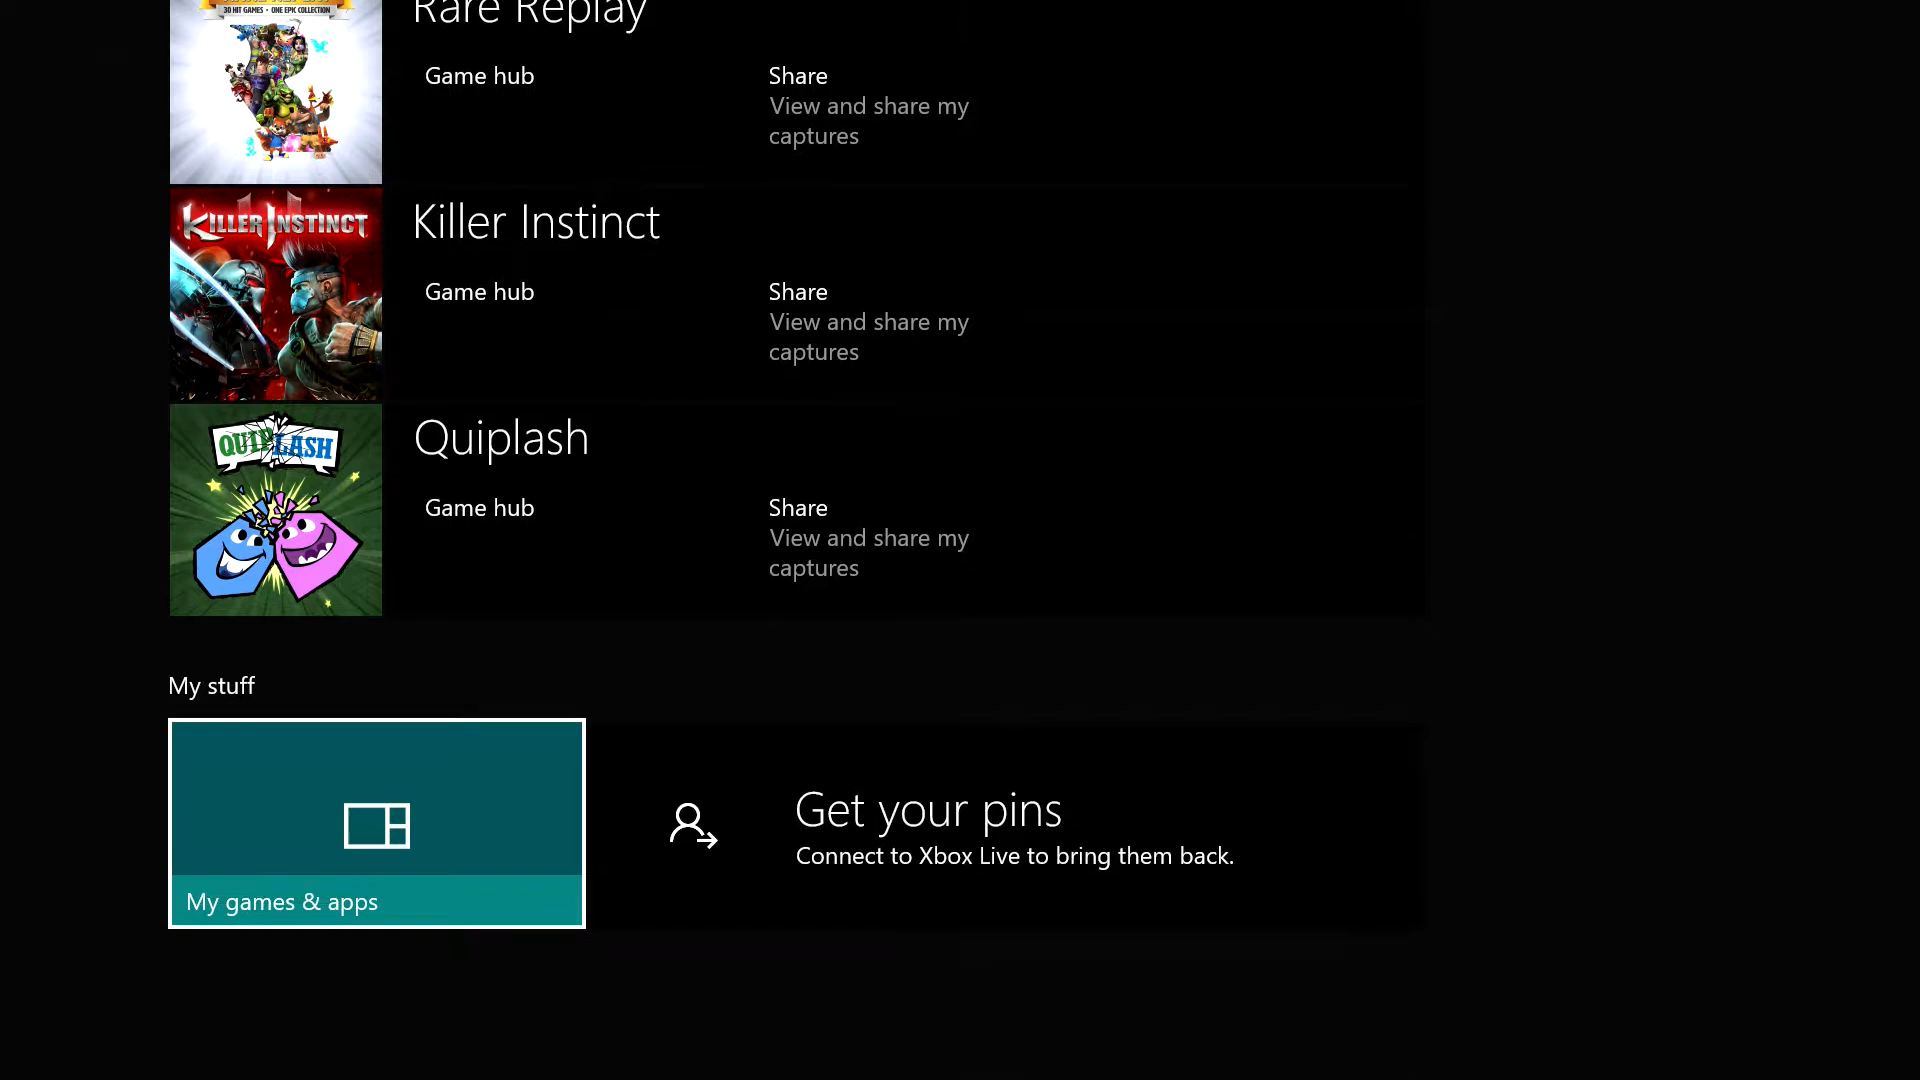 30 HIT GAMES • ONE EPIC COLLECTION
Rare Replay
Game hub
Share
View and share my
captures
KILLER INSTINCT
Killer Instinct
Game hub
Share
View and share my
captures
QUIPLASH
Quiplash
Game hub
Share
View and share my
captures
My stuff
My games & apps
Get your pins
Connect to Xbox Live to bring them back.